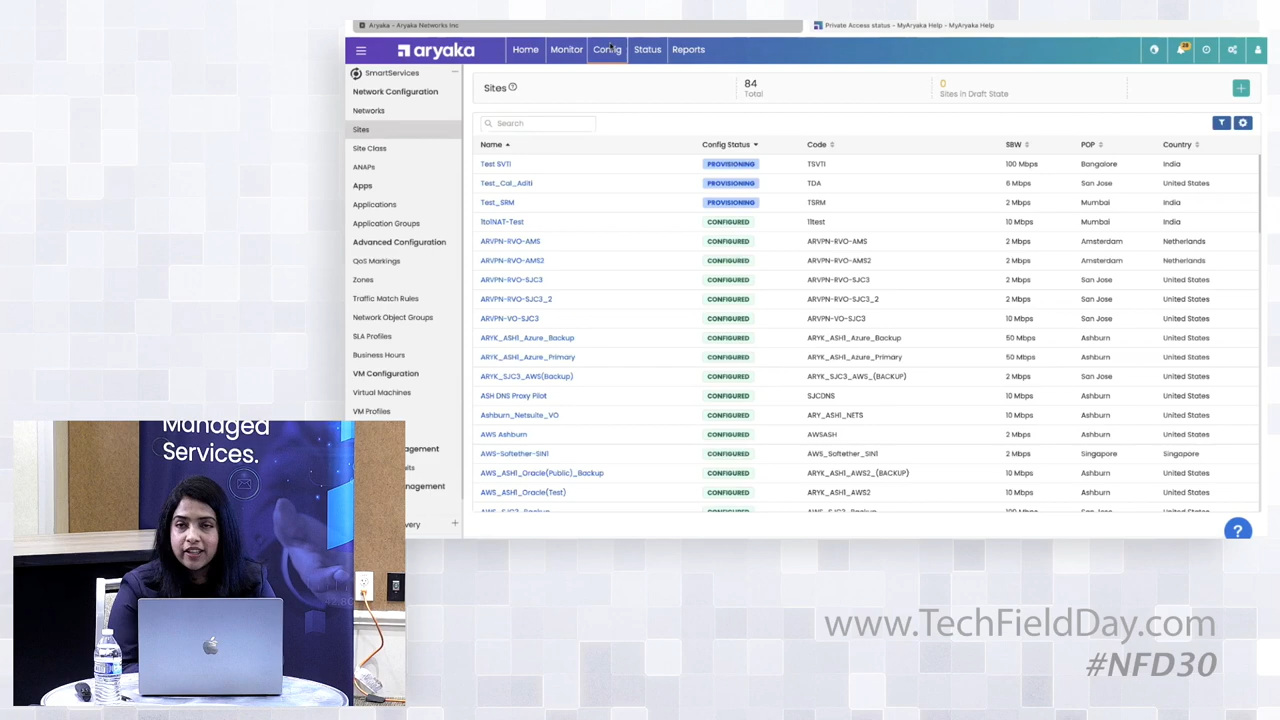 Aryaka - Aryaka Networks Inc
Private Access status - MyAryaka Help - MyAryaka Help
aryaka
Home
Monitor
Config
Status
Reports
28
SmartServices
Network Configuration
Networks
Sites
Site Class
ANAPs
Apps
Applications
Application Groups
Advanced Configuration
QoS Markings
Zones
Traffic Match Rules
Network Object Groups
SLA Profiles
Business Hours
VM Configuration
Virtual Machines
VM Profiles
Sites
84
Total
0
Sites in Draft State
Search
Name Config Status Code SBW POP Country
Test SVTI PROVISIONING TSVTI 100 Mbps Bangalore India
Test_Cal_Aditi PROVISIONING TDA 6 Mbps San Jose United States
Test_SRM PROVISIONING TSRM 2 Mbps Mumbai India
1to1NAT-Test CONFIGURED 11test 10 Mbps Mumbai India
ARVPN-RVO-AMS CONFIGURED ARVPN-RVO-AMS 2 Mbps Amsterdam Netherlands
ARVPN-RVO-AMS2 CONFIGURED ARVPN-RVO-AMS2 2 Mbps Amsterdam Netherlands
ARVPN-RVO-SJC3 CONFIGURED ARVPN-RVO-SJC3 2 Mbps San Jose United States
ARVPN-RVO-SJC3_2 CONFIGURED ARVPN-RVO-SJC3_2 2 Mbps San Jose United States
ARVPN-VO-SJC3 CONFIGURED ARVPN-VO-SJC3 10 Mbps San Jose United States
ARYK_ASH1_Azure_Backup CONFIGURED ARYK_ASH1_Azure_Backup 50 Mbps Ashburn United States
ARYK_ASH1_Azure_Primary CONFIGURED ARYK_ASH1_Azure_Primary 50 Mbps Ashburn United States
ARYK_SJC3_AWS(Backup) CONFIGURED ARYK_SJC3_AWS_(BACKUP) 2 Mbps San Jose United States
ASH DNS Proxy Pilot CONFIGURED SJCDNS 10 Mbps Ashburn United States
Ashburn_Netsuite_VO CONFIGURED ARY_ASH1_NETS 10 Mbps Ashburn United States
AWS Ashburn CONFIGURED AWSASH 2 Mbps Ashburn United States
AWS-Softether-SIN1 CONFIGURED AWS_Softether_SIN1 2 Mbps Singapore Singapore
AWS_ASH1_Oracle(Public)_Backup CONFIGURED ARYK_ASH1_AWS2_(BACKUP) 10 Mbps Ashburn United States
AWS_ASH1_Oracle(Test) CONFIGURED ARYK_ASH1_AWS2 10 Mbps Ashburn United States
Managed
Services.
www.TechFieldDay.com
#NFD30